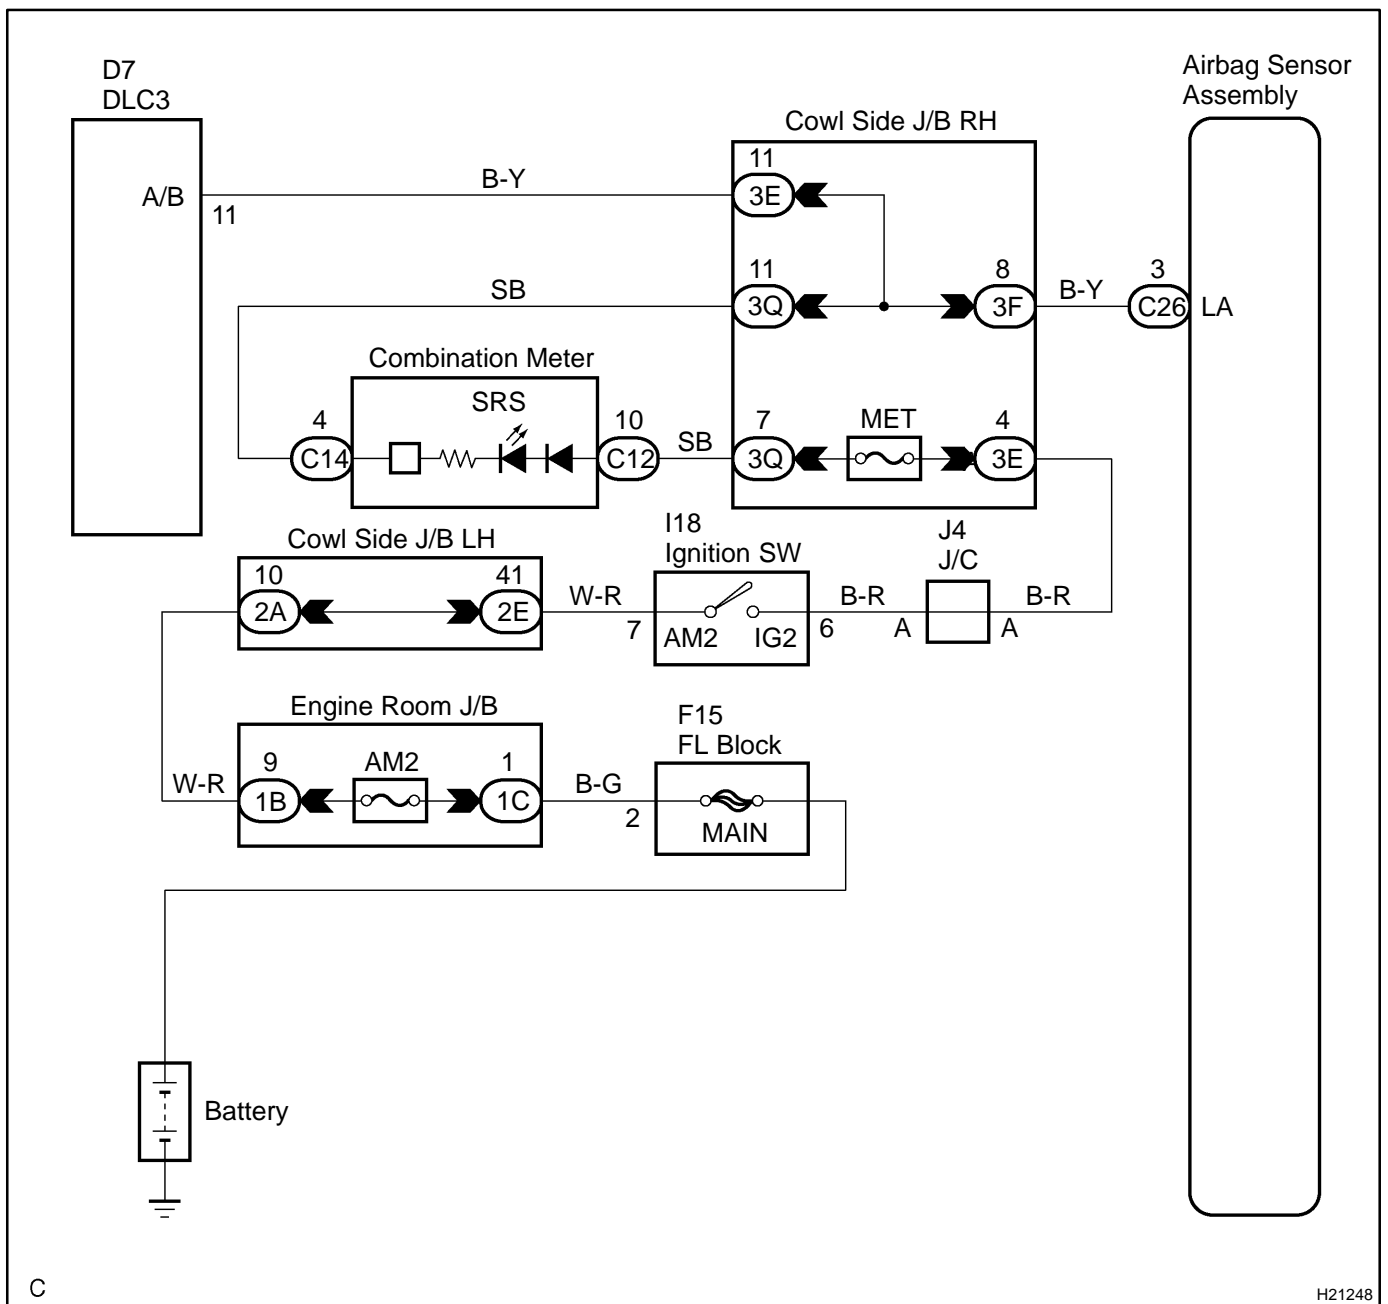 D7
DLC3
Airbag Sensor
Assembly
Cowl Side J/B RH
A/B
11
B-Y
11
3E
SB
11
3Q
8
3F
B-Y
3
C26
LA
Combination Meter
SRS
4
C14
10
C12
SB
7
3Q
MET
4
3E
Cowl Side J/B LH
10
2A
41
2E
W-R
7
I18
Ignition SW
AM2
IG2
6
B-R
A
J4
J/C
A
B-R
Engine Room J/B
W-R
9
1B
AM2
1
1C
B-G
2
F15
FL Block
MAIN
Battery
C
H21248